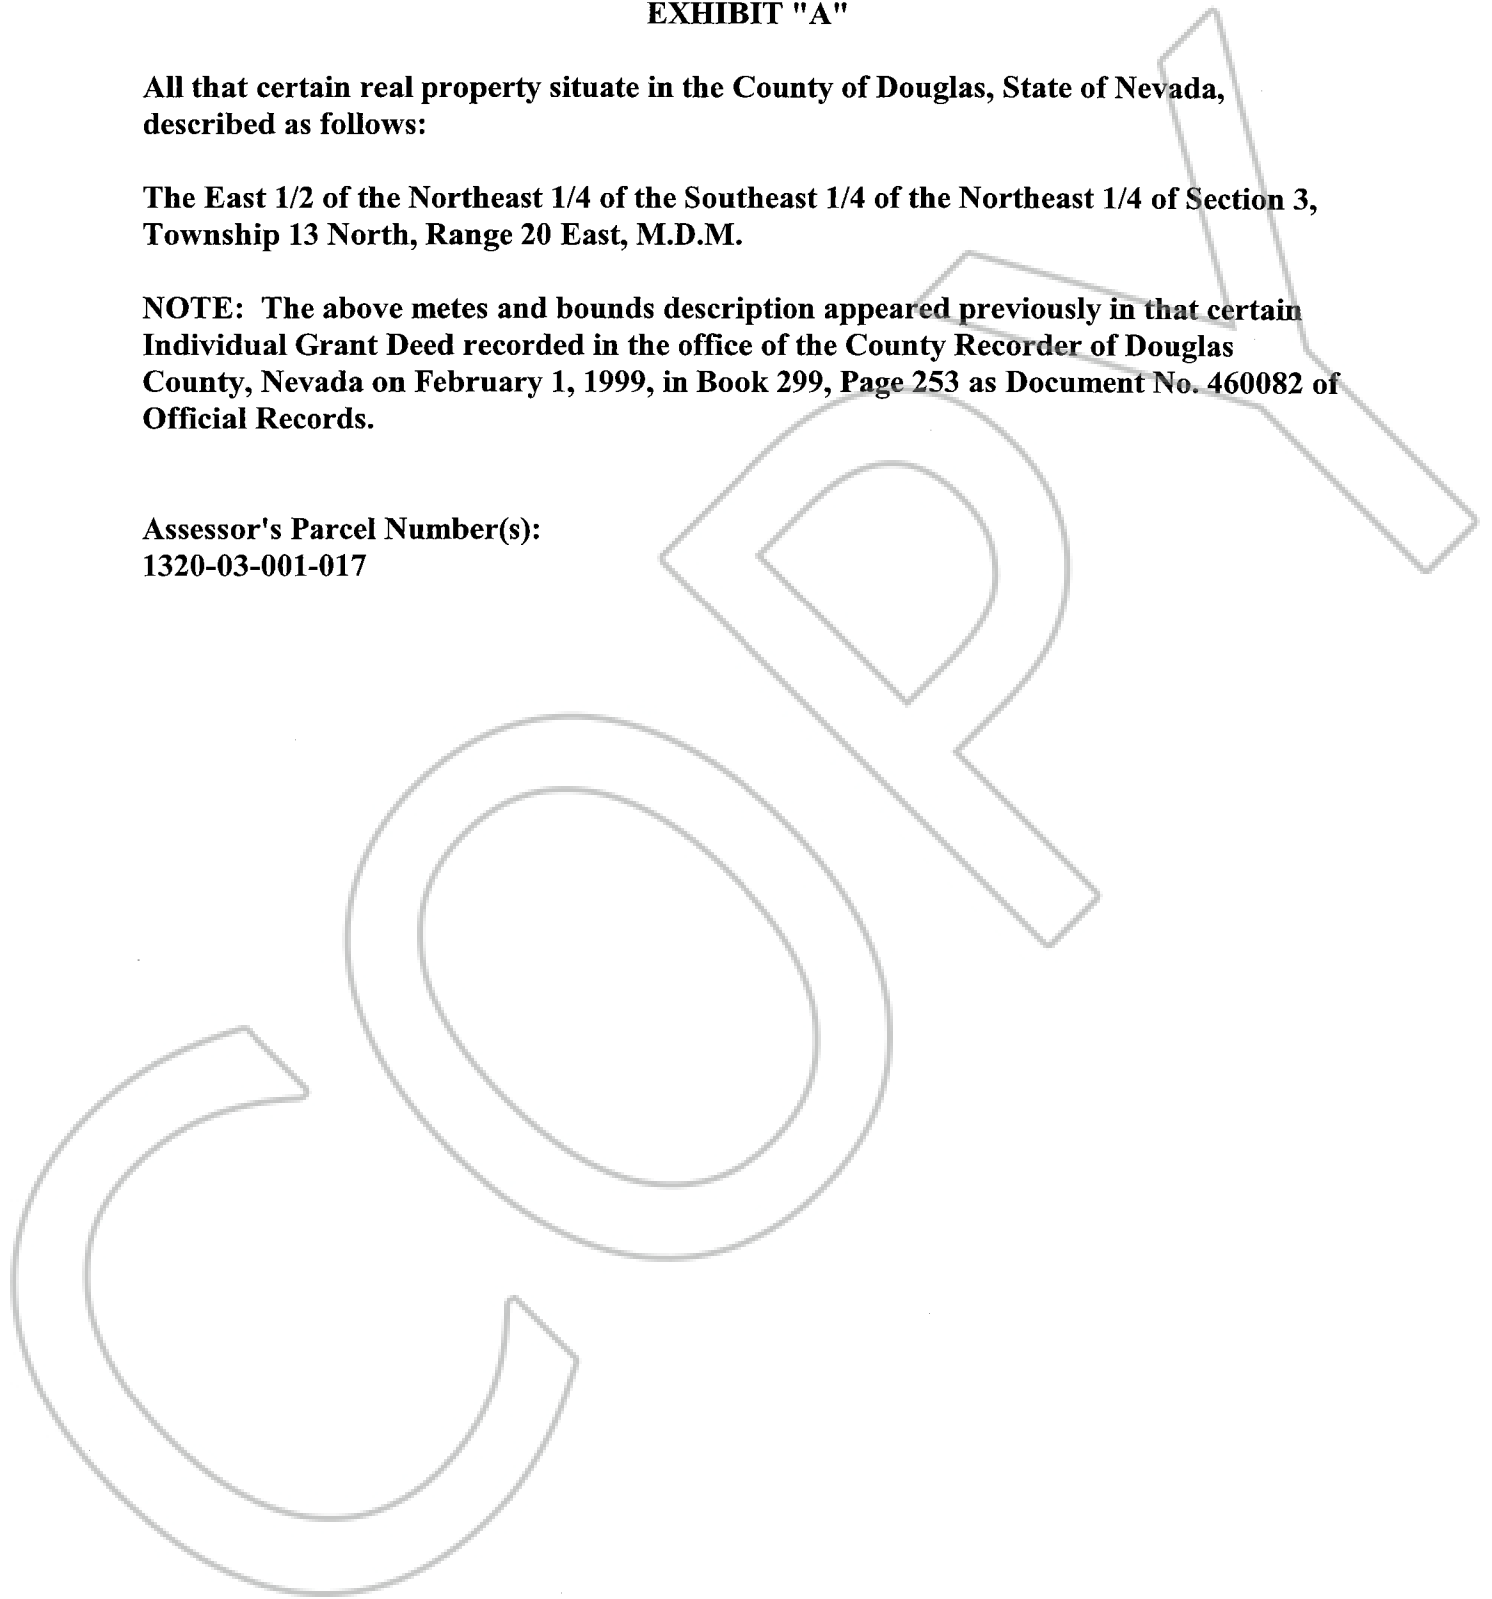 EXHIBIT "A"
All that certain real property situate in the County of Douglas, State of Nevada,
described as follows:
The East 1/2 of the Northeast 1/4 of the Southeast 1/4 of the Northeast 1/4 of Section 3,
Township 13 North, Range 20 East, M.D.M.
NOTE:  The above metes and bounds description appeared previously in that certain
Individual Grant Deed recorded in the office of the County Recorder of Douglas
County, Nevada on February 1, 1999, in Book 299, Page 253 as Document No. 460082 of
Official Records.
Assessor's Parcel Number(s):
1320-03-001-017
COPY